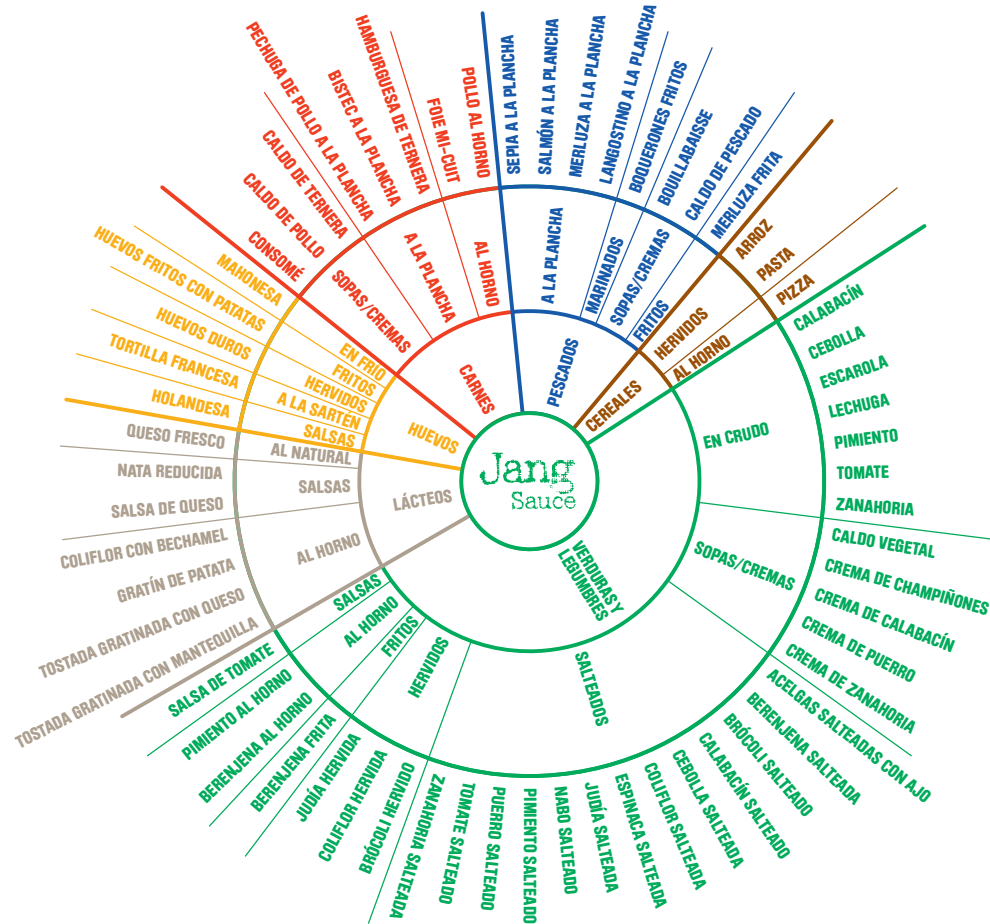 Jang
Sauce
CARNES
SOPAS/CREMAS
CONSOMÉ
CALDO DE POLLO
CALDO DE TERNERA
A LA PLANCHA
PECHUGA DE POLLO A LA PLANCHA
BISTEC A LA PLANCHA
HAMBURGUESA DE TERNERA
AL HORNO
FOIE MI-CUIT
POLLO AL HORNO
PESCADOS
A LA PLANCHA
SEPIA A LA PLANCHA
SALMÓN A LA PLANCHA
MERLUZA A LA PLANCHA
LANGOSTINO A LA PLANCHA
MARINADOS
BOQUERONES FRITOS
SOPAS/CREMAS
BOUILLABAISSE
CALDO DE PESCADO
FRITOS
MERLUZA FRITA
CEREALES
HERVIDOS
ARROZ
PASTA
AL HORNO
PIZZA
VERDURAS Y
LEGUMBRES
EN CRUDO
CALABACÍN
CEBOLLA
ESCAROLA
LECHUGA
PIMIENTO
TOMATE
ZANAHORIA
SOPAS/CREMAS
CALDO VEGETAL
CREMA DE CHAMPIÑONES
CREMA DE CALABACÍN
CREMA DE PUERRO
CREMA DE ZANAHORIA
SALTEADOS
ACELGAS SALTEADAS CON AJO
BERENJENA SALTEADA
BRÓCOLI SALTEADO
CALABACÍN SALTEADO
CEBOLLA SALTEADA
COLIFLOR SALTEADA
ESPINACA SALTEADA
JUDÍA SALTEADA
NABO SALTEADO
PIMIENTO SALTEADO
PUERRO SALTEADO
TOMATE SALTEADO
ZANAHORIA SALTEADA
HERVIDOS
BRÓCOLI HERVIDO
COLIFLOR HERVIDA
JUDÍA HERVIDA
FRITOS
BERENJENA FRITA
AL HORNO
BERENJENA AL HORNO
PIMIENTO AL HORNO
SALSAS
SALSA DE TOMATE
LÁCTEOS
AL HORNO
TOSTADA GRATINADA CON MANTEQUILLA
TOSTADA GRATINADA CON QUESO
GRATÍN DE PATATA
COLIFLOR CON BECHAMEL
SALSAS
SALSA DE QUESO
NATA REDUCIDA
AL NATURAL
QUESO FRESCO
HUEVOS
SALSAS
HOLANDESA
A LA SARTÉN
TORTILLA FRANCESA
HERVIDOS
HUEVOS DUROS
FRITOS
HUEVOS FRITOS CON PATATAS
EN FRIO
MAHONESA